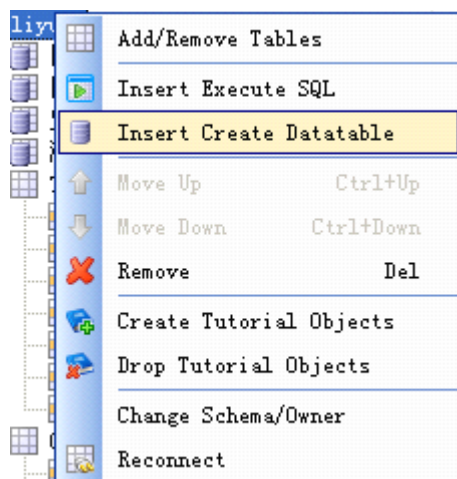 Add/Remove Tables
Insert Execute SQL
Insert Create Datatable
Move Up Ctrl+Up
Move Down Ctrl+Down
Remove Del
Create Tutorial Objects
Drop Tutorial Objects
Change Schema/Owner
Reconnect